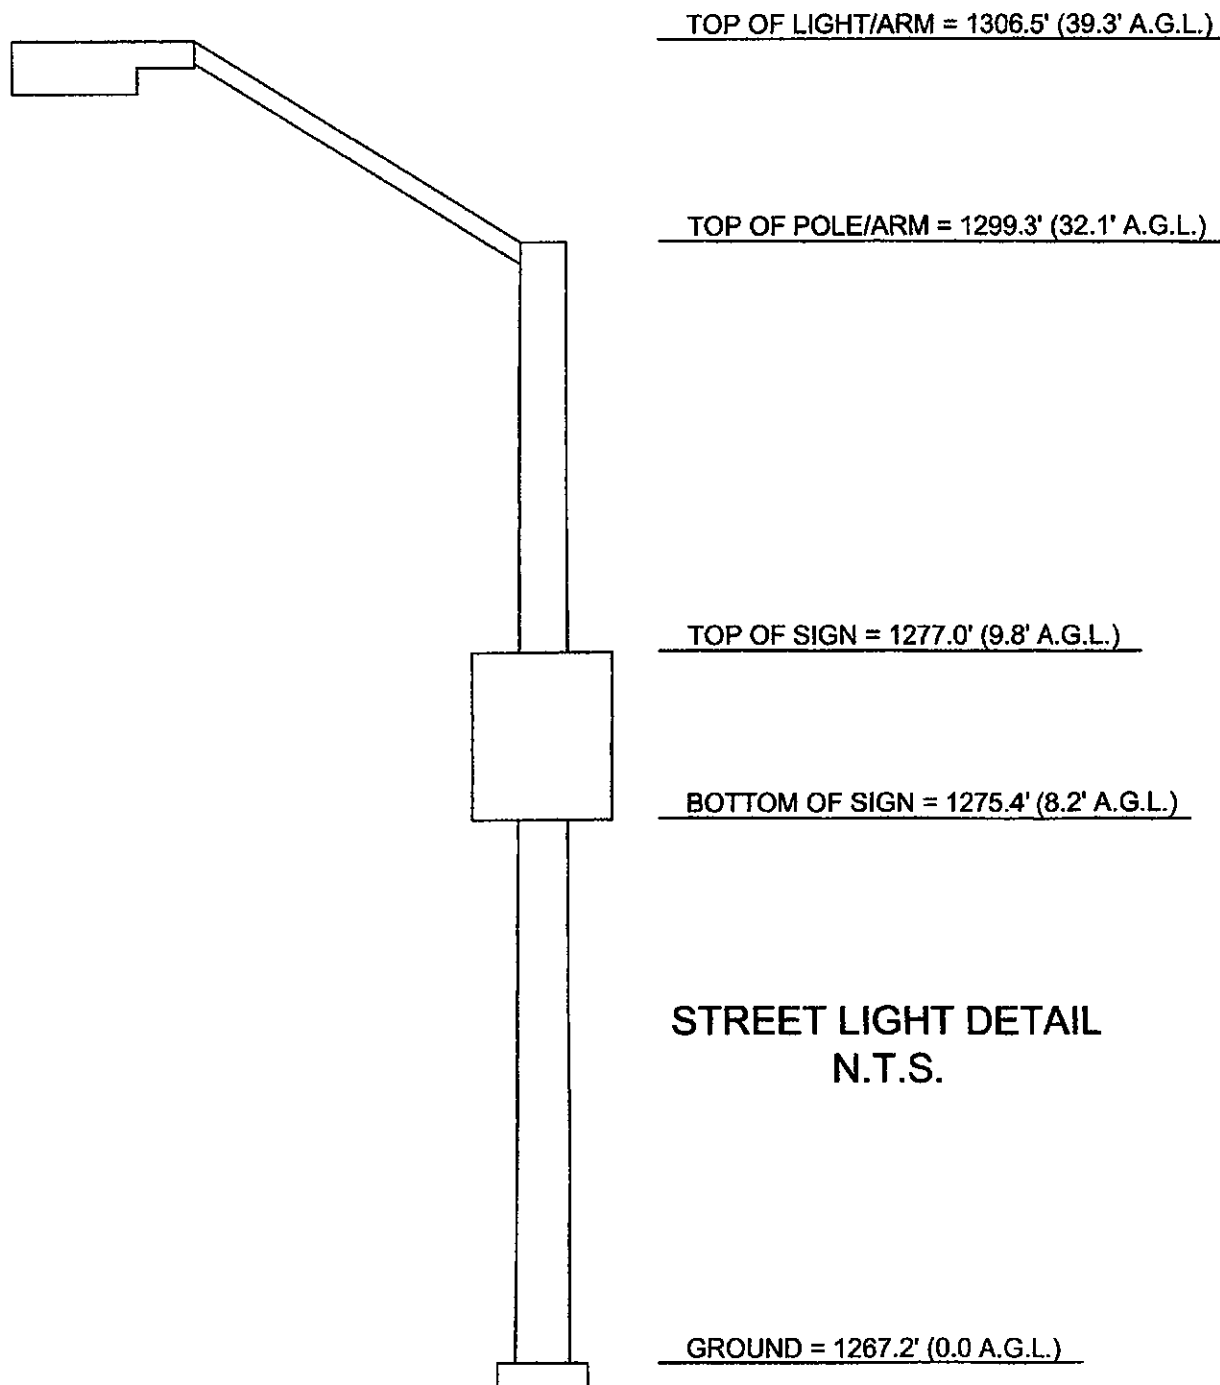 TOP OF LIGHT/ARM = 1306.5' (39.3' A.G.L.)
TOP OF POLE/ARM = 1299.3' (32.1' A.G.L.)
TOP OF SIGN = 1277.0' (9.8' A.G.L.)
BOTTOM OF SIGN = 1275.4' (8.2' A.G.L.)
STREET LIGHT DETAIL
N.T.S.
GROUND = 1267.2' (0.0 A.G.L.)